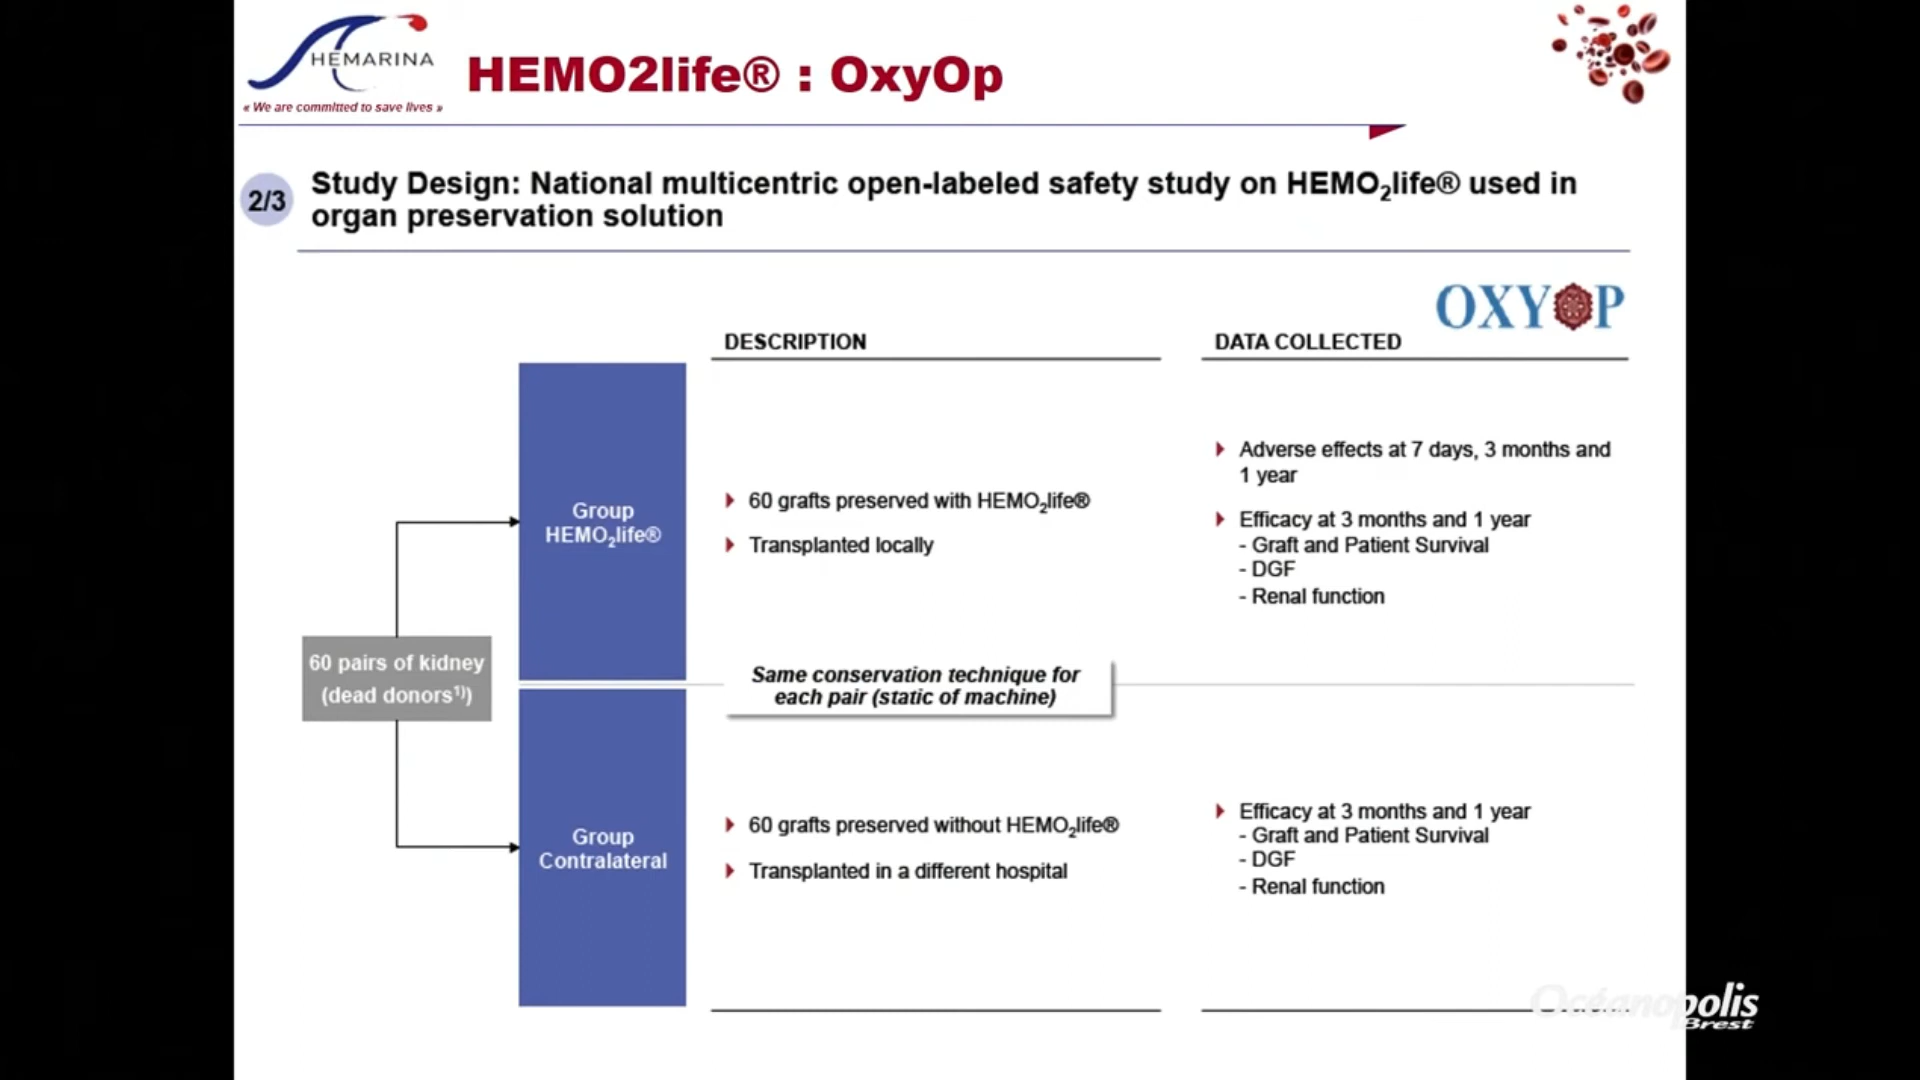 HEMARINA
« We are committed to save lives »
HEMO2life® : OxyOp
2/3
Study Design: National multicentric open-labeled safety study on HEMO₂life® used in
organ preservation solution
OXYOP
DESCRIPTION
DATA COLLECTED
60 pairs of kidney
(dead donors¹⁾)
Group
HEMO₂life®
60 grafts preserved with HEMO₂life®
Transplanted locally
Adverse effects at 7 days, 3 months and
1 year
Efficacy at 3 months and 1 year
- Graft and Patient Survival
- DGF
- Renal function
Same conservation technique for
each pair (static of machine)
Group
Contralateral
60 grafts preserved without HEMO₂life®
Transplanted in a different hospital
Efficacy at 3 months and 1 year
- Graft and Patient Survival
- DGF
- Renal function
Océanopolis
Brest